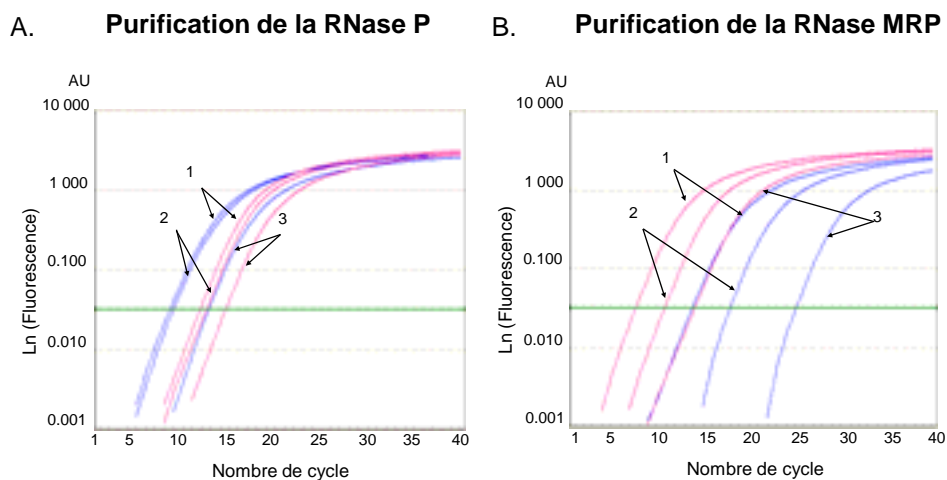 A. Purification de la RNase P
AU
10 000
1 000
0.100
0.010
0.001
Ln (Fluorescence)
1
2
3
1 5 10 15 20 25 30 35 40
Nombre de cycle
B. Purification de la RNase MRP
AU
10 000
1 000
0.100
0.010
0.001
Ln (Fluorescence)
1
2
3
1 5 10 15 20 25 30 35 40
Nombre de cycle